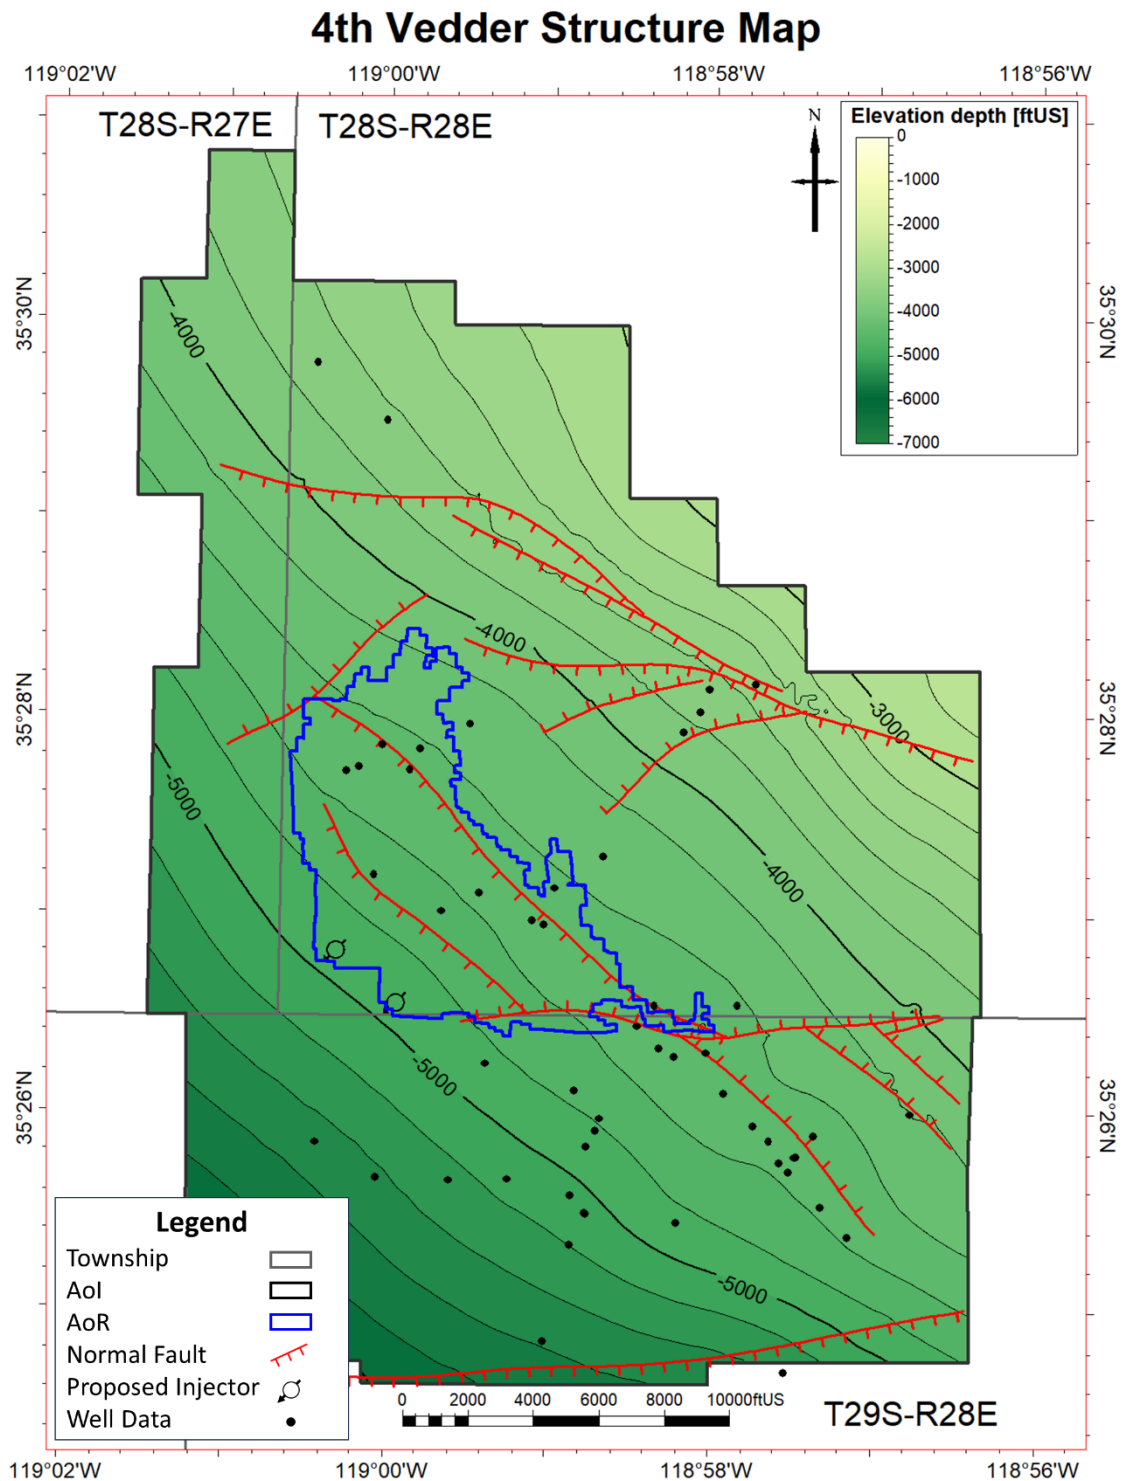 4th Vedder Structure Map
119°02'W 119°00'W 118°58'W 118°56'W
T28S-R27E T28S-R28E
N
Elevation depth [ftUS]
0
-1000
-2000
-3000
-4000
-5000
-6000
-7000
35°30'N 35°30'N
-4000
-4000
35°28'N 35°28'N
-3000
-5000
-4000
-5000
35°26'N 35°26'N
-5000
Legend
Township
AoI
AoR
Normal Fault
Proposed Injector
Well Data
0 2000 4000 6000 8000 10000ftUS
T29S-R28E
119°02'W 119°00'W 118°58'W 118°56'W